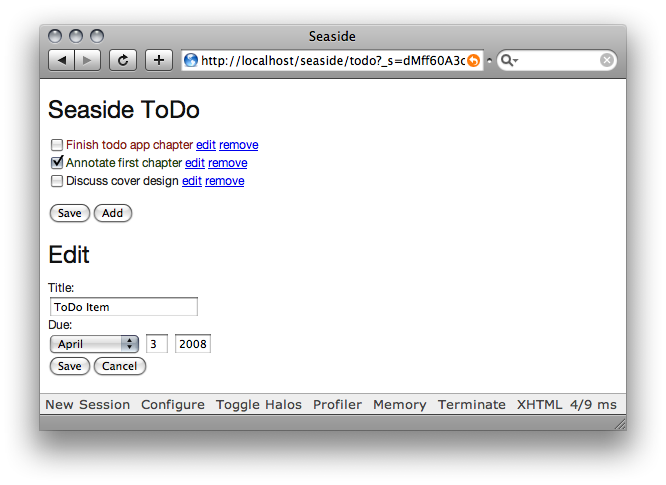 Seaside
http://localhost/seaside/todo?_s=dMff60A3c
Seaside ToDo
Finish todo app chapter edit remove
Annotate first chapter edit remove
Discuss cover design edit remove
Save Add
Edit
Title:
ToDo Item
Due:
April 3 2008
Save Cancel
New Session Configure Toggle Halos Profiler Memory Terminate XHTML 4/9 ms